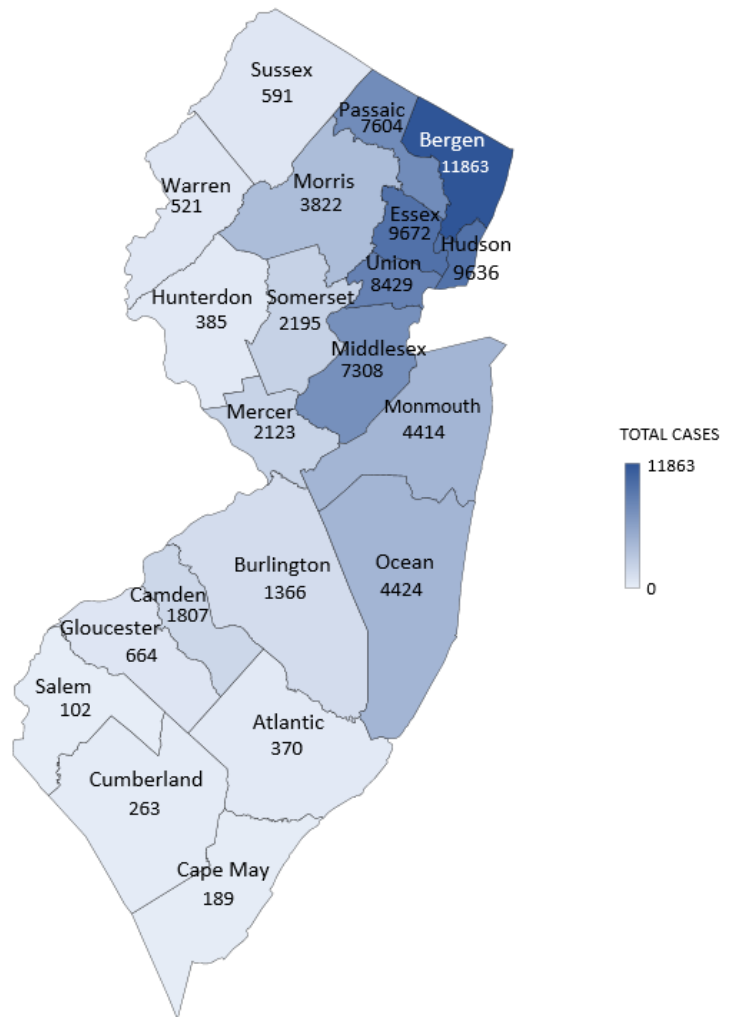 Sussex
591
Passaic
7604
Bergen
11863
Warren
521
Morris
3822
Essex
9672
Hudson
9636
Union
8429
Hunterdon
385
Somerset
2195
Middlesex
7308
Mercer
2123
Monmouth
4414
TOTAL CASES
11863
0
Burlington
1366
Ocean
4424
Camden
1807
Gloucester
664
Salem
102
Atlantic
370
Cumberland
263
Cape May
189